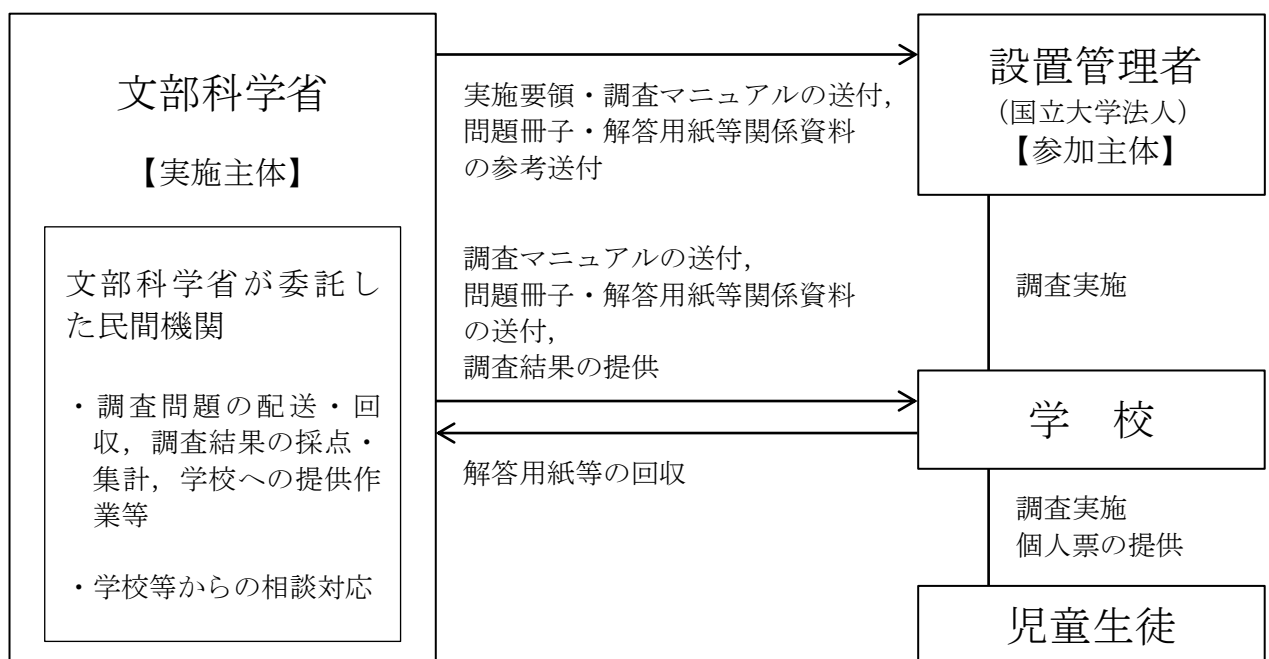 文部科学省
【実施主体】
文部科学省が委託し
た民間機関
・調査問題の配送・回
収，調査結果の採点・
集計，学校への提供作
業等
・学校等からの相談対応
実施要領・調査マニュアルの送付，
問題冊子・解答用紙等関係資料
の参考送付
調査マニュアルの送付，
問題冊子・解答用紙等関係資料
の送付，
調査結果の提供
解答用紙等の回収
設置管理者
（国立大学法人）
【参加主体】
調査実施
学　校
調査実施
個人票の提供
児童生徒